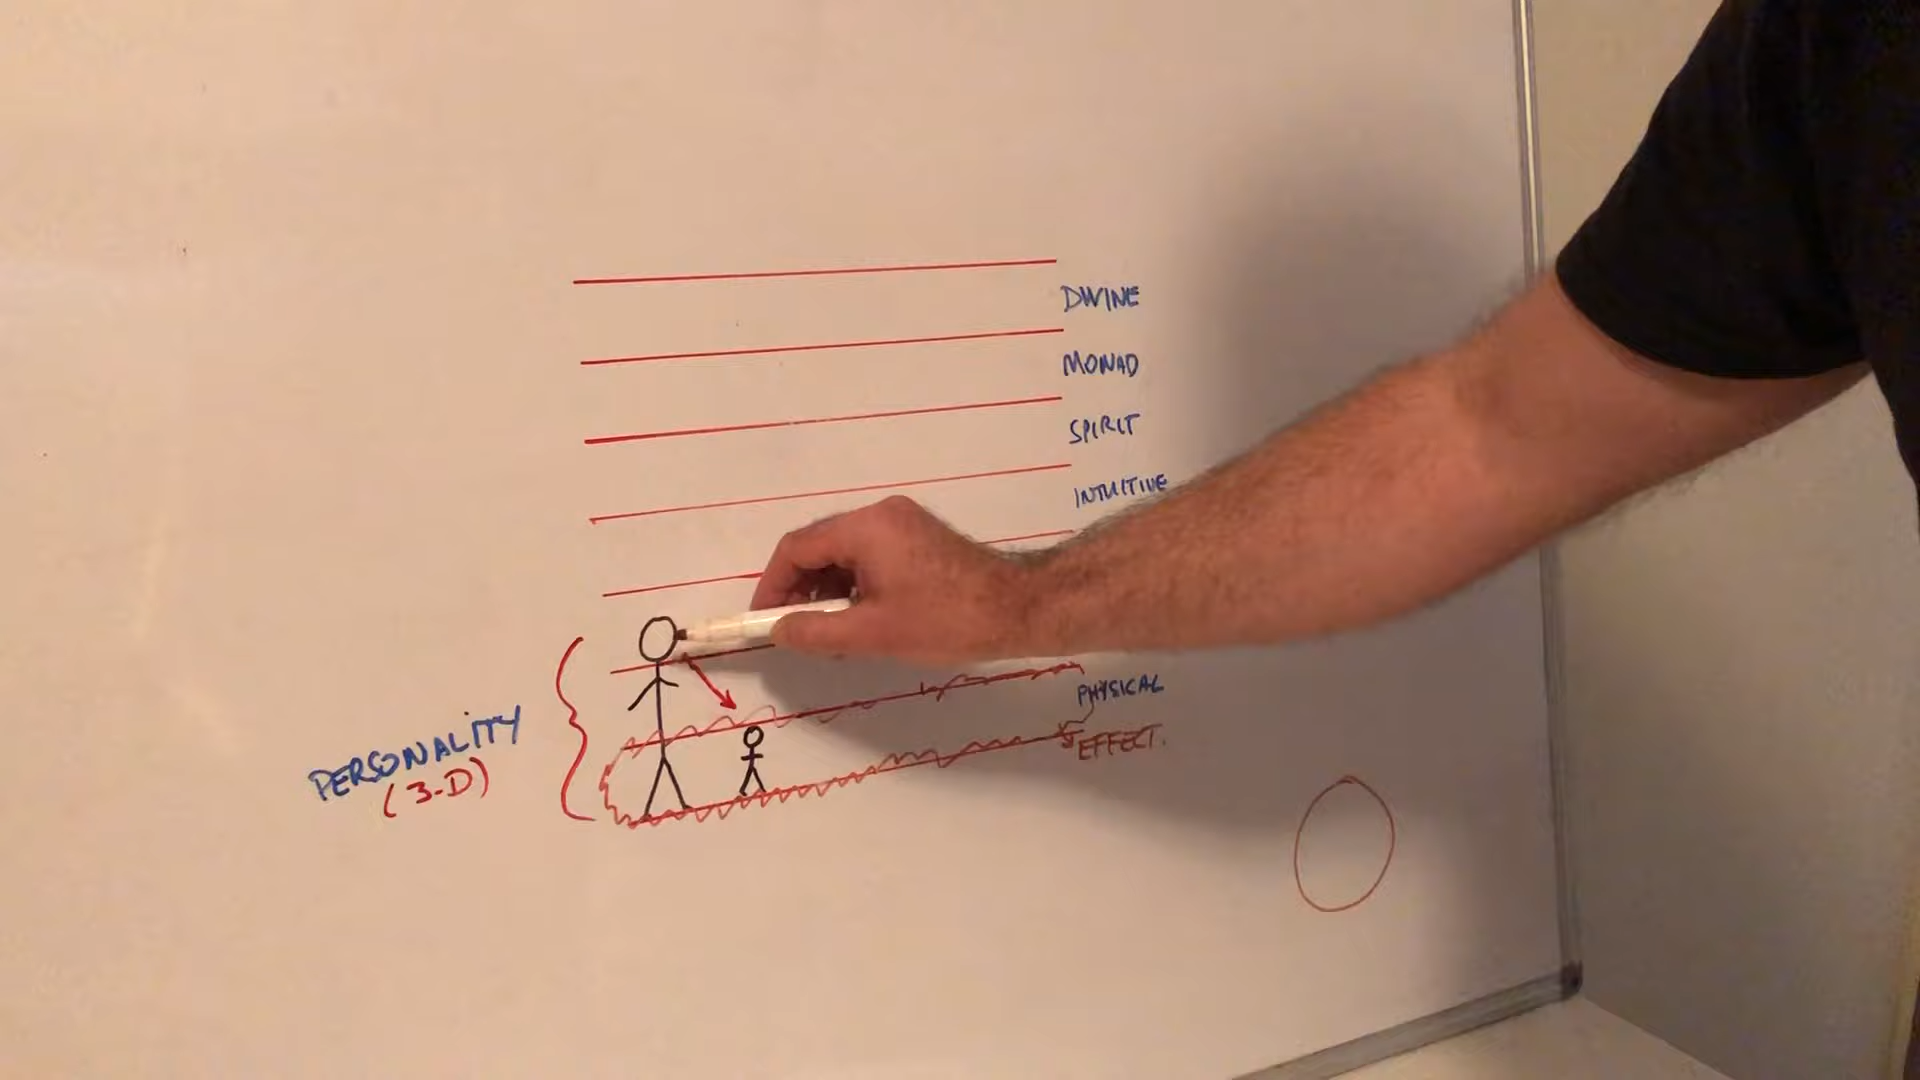 DIVINE
MONAD
SPIRIT
INTUITIVE
PHYSICAL
EFFECT.
PERSONALITY
(3-D)